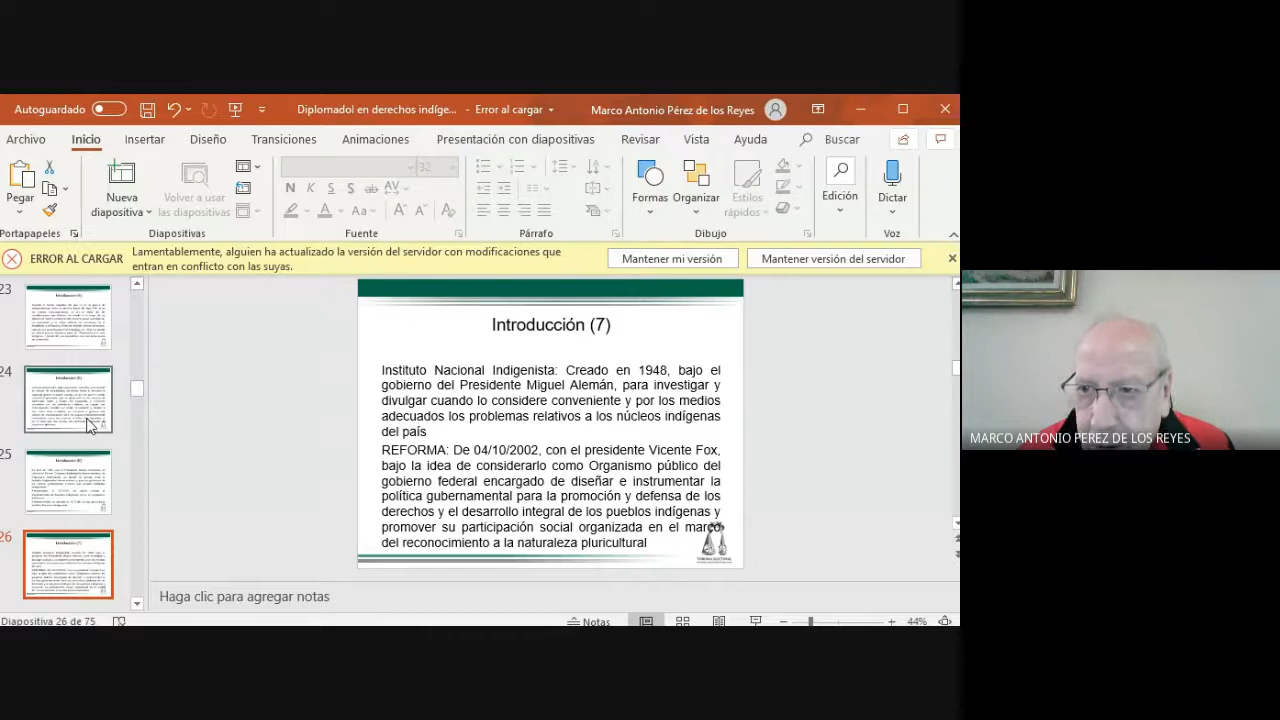 Autoguardado
Diplomadol en derechos indíge... - Error al cargar
Marco Antonio Pérez de los Reyes
Archivo Inicio Insertar Diseño Transiciones Animaciones Presentación con diapositivas Revisar Vista Ayuda Buscar
32
Pegar
Nueva diapositiva
Volver a usar las diapositivas
N K S S ab AV
A Aa A A A
Formas Organizar Estilos rápidos
Edición
Dictar
Portapapeles Diapositivas Fuente Párrafo Dibujo Voz
ERROR AL CARGAR
Lamentablemente, alguien ha actualizado la versión del servidor con modificaciones que
entran en conflicto con las suyas.
Mantener mi versión
Mantener versión del servidor
23
24
25
26
Introducción (7)
Instituto Nacional Indigenista: Creado en 1948, bajo el
gobierno del Presidente Miguel Alemán, para investigar y
divulgar cuando lo considere conveniente y por los medios
adecuados los problemas relativos a los núcleos indígenas
del país
REFORMA: De 04/10/2002, con el presidente Vicente Fox,
bajo la idea de considerarlo como Organismo público del
gobierno federal encargado de diseñar e instrumentar la
política gubernamental para la promoción y defensa de los
derechos y el desarrollo integral de los pueblos indígenas y
promover su participación social organizada en el marco
del reconocimiento de su naturaleza pluricultural
Haga clic para agregar notas
Diapositiva 26 de 75
Notas
44%
MARCO ANTONIO PEREZ DE LOS REYES